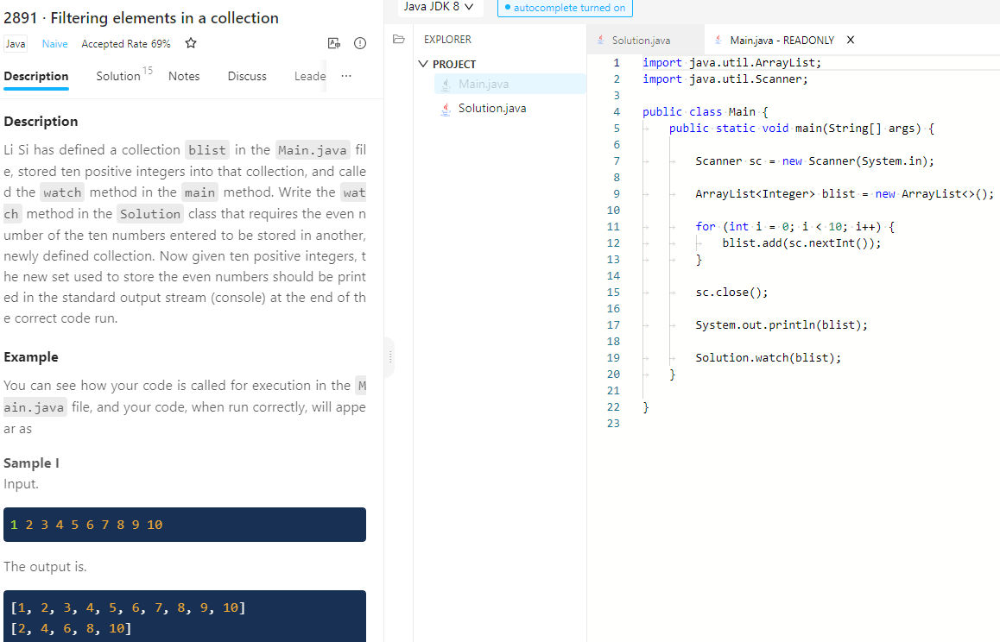 2891 · Filtering elements in a collection
Java Naive Accepted Rate 69%
Description Solution 15 Notes Discuss Leade ...
Description
Li Si has defined a collection blist in the Main.java fil
e, stored ten positive integers into that collection, and calle
d the watch method in the main method. Write the wat
ch method in the Solution class that requires the even n
umber of the ten numbers entered to be stored in another,
newly defined collection. Now given ten positive integers, t
he new set used to store the even numbers should be print
ed in the standard output stream (console) at the end of th
e correct code run.
Example
You can see how your code is called for execution in the M
ain.java file, and your code, when run correctly, will appe
ar as
Sample I
Input.
1 2 3 4 5 6 7 8 9 10
The output is.
[1, 2, 3, 4, 5, 6, 7, 8, 9, 10]
[2, 4, 6, 8, 10]
Java JDK 8
autocomplete turned on
EXPLORER
PROJECT
Main.java
Solution.java
Solution.java Main.java - READONLY X
1 import java.util.ArrayList;
2 import java.util.Scanner;
3
4 public class Main {
5 public static void main(String[] args) {
6
7 Scanner sc = new Scanner(System.in);
8
9 ArrayList<Integer> blist = new ArrayList<>();
10
11 for (int i = 0; i < 10; i++) {
12 blist.add(sc.nextInt());
13 }
14
15 sc.close();
16
17 System.out.println(blist);
18
19 Solution.watch(blist);
20 }
21
22 }
23